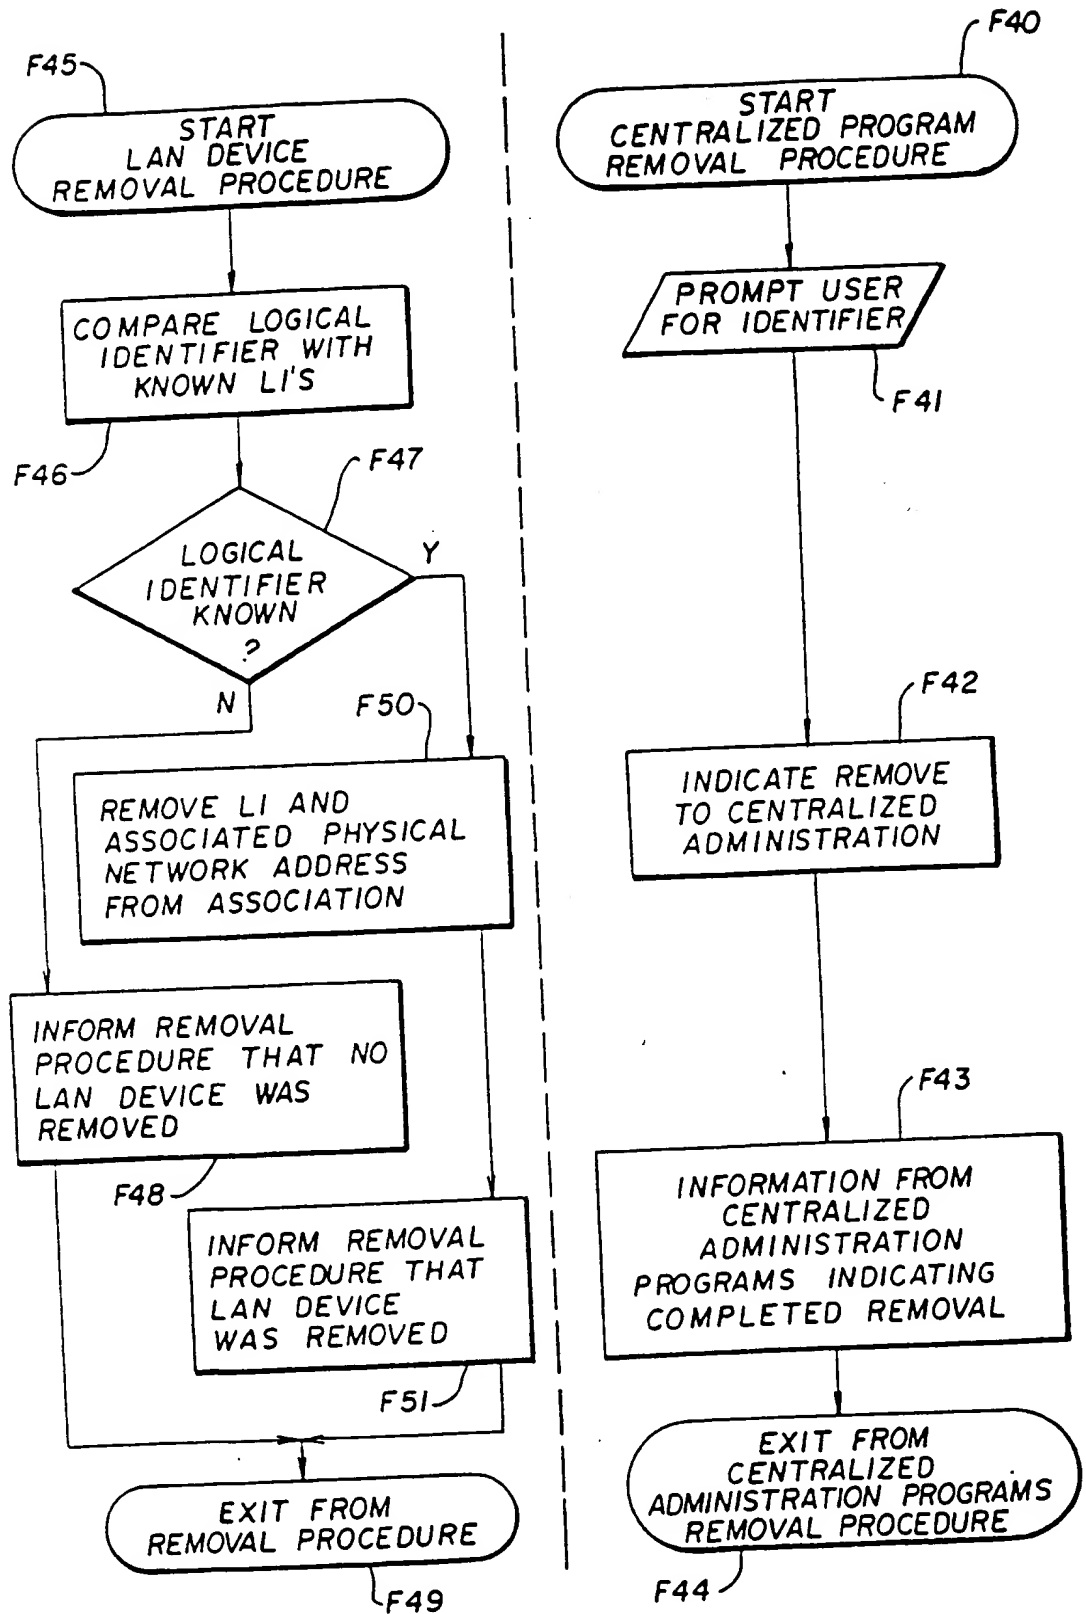 F45
START
LAN DEVICE
REMOVAL PROCEDURE
COMPARE LOGICAL
IDENTIFIER WITH
KNOWN LI'S
F46
F47
LOGICAL
IDENTIFIER
KNOWN
?
Y
N
F50
REMOVE LI AND
ASSOCIATED PHYSICAL
NETWORK ADDRESS
FROM ASSOCIATION
INFORM REMOVAL
PROCEDURE THAT NO
LAN DEVICE WAS
REMOVED
F48
INFORM REMOVAL
PROCEDURE THAT
LAN DEVICE
WAS REMOVED
F51
EXIT FROM
REMOVAL PROCEDURE
F49
F40
START
CENTRALIZED PROGRAM
REMOVAL PROCEDURE
PROMPT USER
FOR IDENTIFIER
F41
F42
INDICATE REMOVE
TO CENTRALIZED
ADMINISTRATION
F43
INFORMATION FROM
CENTRALIZED
ADMINISTRATION
PROGRAMS INDICATING
COMPLETED REMOVAL
EXIT FROM
CENTRALIZED
ADMINISTRATION PROGRAMS
REMOVAL PROCEDURE
F44